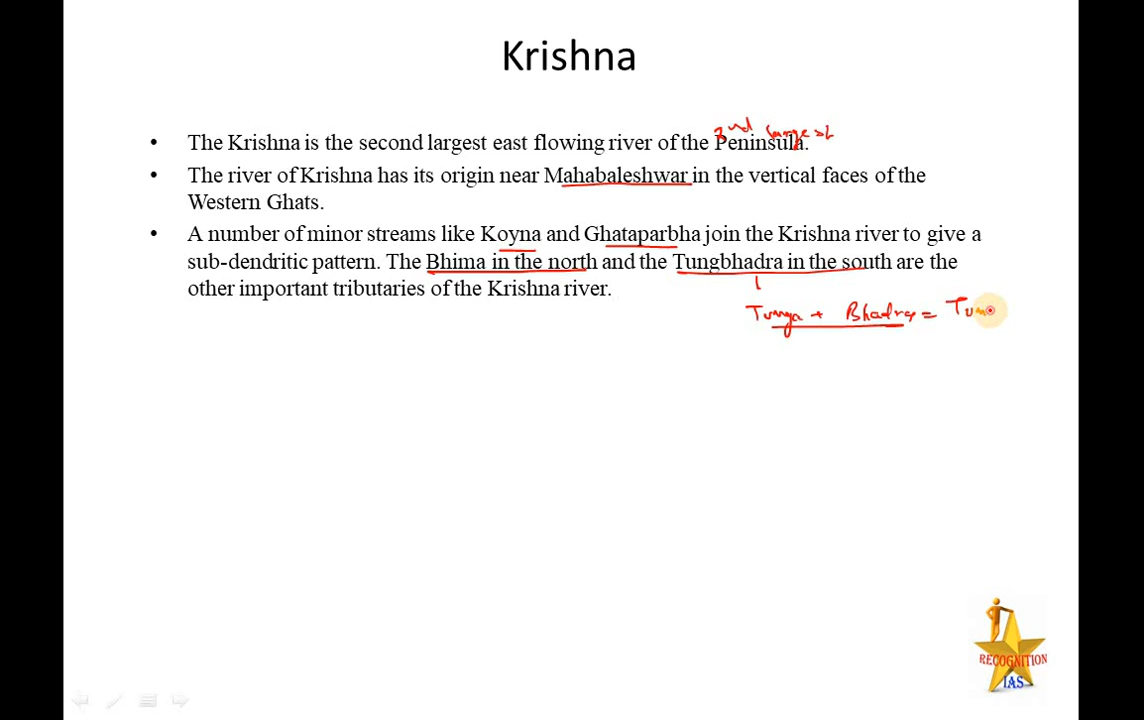 Krishna
2nd largest
• The Krishna is the second largest east flowing river of the Peninsula.
• The river of Krishna has its origin near Mahabaleshwar in the vertical faces of the
Western Ghats.
• A number of minor streams like Koyna and Ghataparbha join the Krishna river to give a
sub-dendritic pattern. The Bhima in the north and the Tungbhadra in the south are the
other important tributaries of the Krishna river.
Tunga + Bhadra = Tun
RECOGNITION
IAS